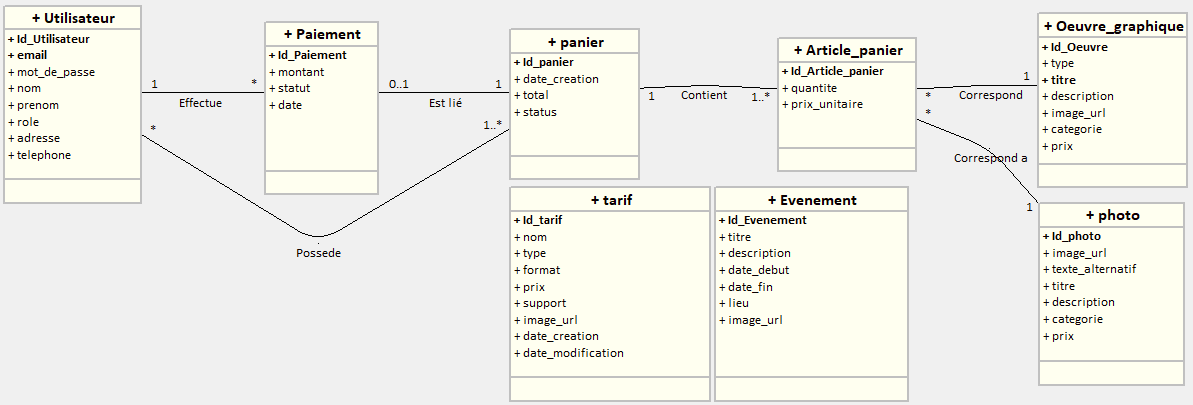 + Utilisateur
+ Id_Utilisateur
+ email
+ mot_de_passe
+ nom
+ prenom
+ role
+ adresse
+ telephone
1
*
Effectue
*
+ Paiement
+ Id_Paiement
+ montant
+ statut
+ date
0..1
1
Est lié
1..*
Possede
+ panier
+ Id_panier
+ date_creation
+ total
+ status
1
Contient
1..*
+ Article_panier
+ Id_Article_panier
+ quantite
+ prix_unitaire
*
Correspond
1
*
Correspond a
1
+ Oeuvre_graphique
+ Id_Oeuvre
+ type
+ titre
+ description
+ image_url
+ categorie
+ prix
+ tarif
+ Id_tarif
+ nom
+ type
+ format
+ prix
+ support
+ image_url
+ date_creation
+ date_modification
+ Evenement
+ Id_Evenement
+ titre
+ description
+ date_debut
+ date_fin
+ lieu
+ image_url
+ photo
+ Id_photo
+ image_url
+ texte_alternatif
+ titre
+ description
+ categorie
+ prix